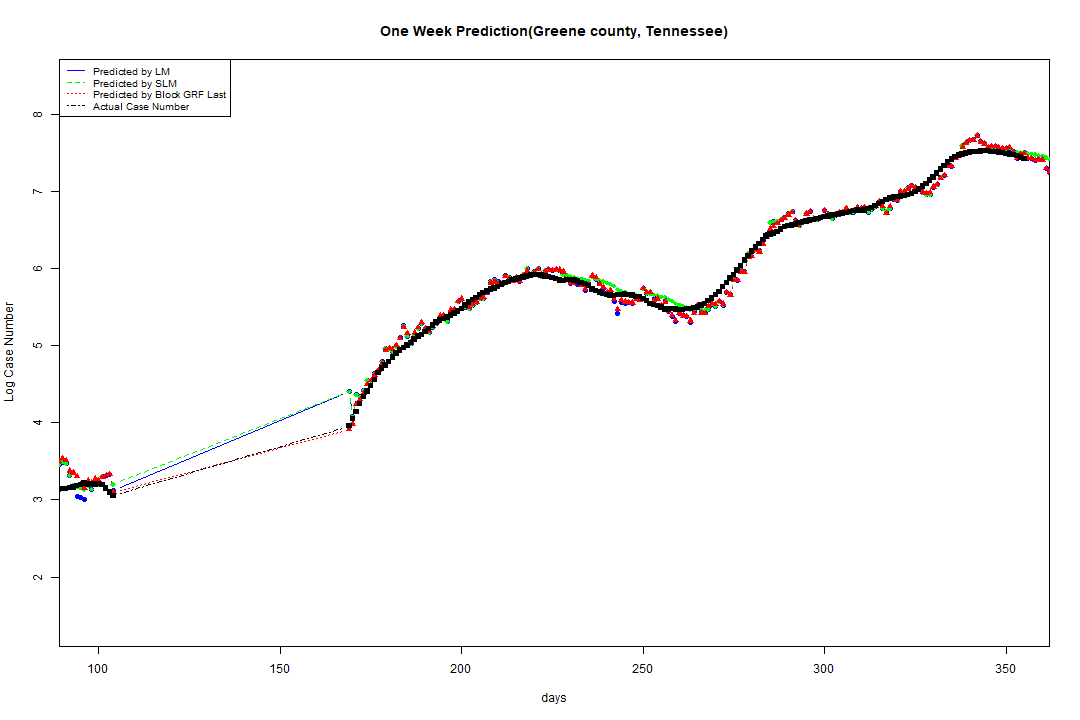 One Week Prediction(Greene county, Tennessee)
Predicted by LM
Predicted by SLM
Predicted by Block GRF Last
Actual Case Number
8
7
6
5
4
3
2
Log Case Number
100 150 200 250 300 350
days